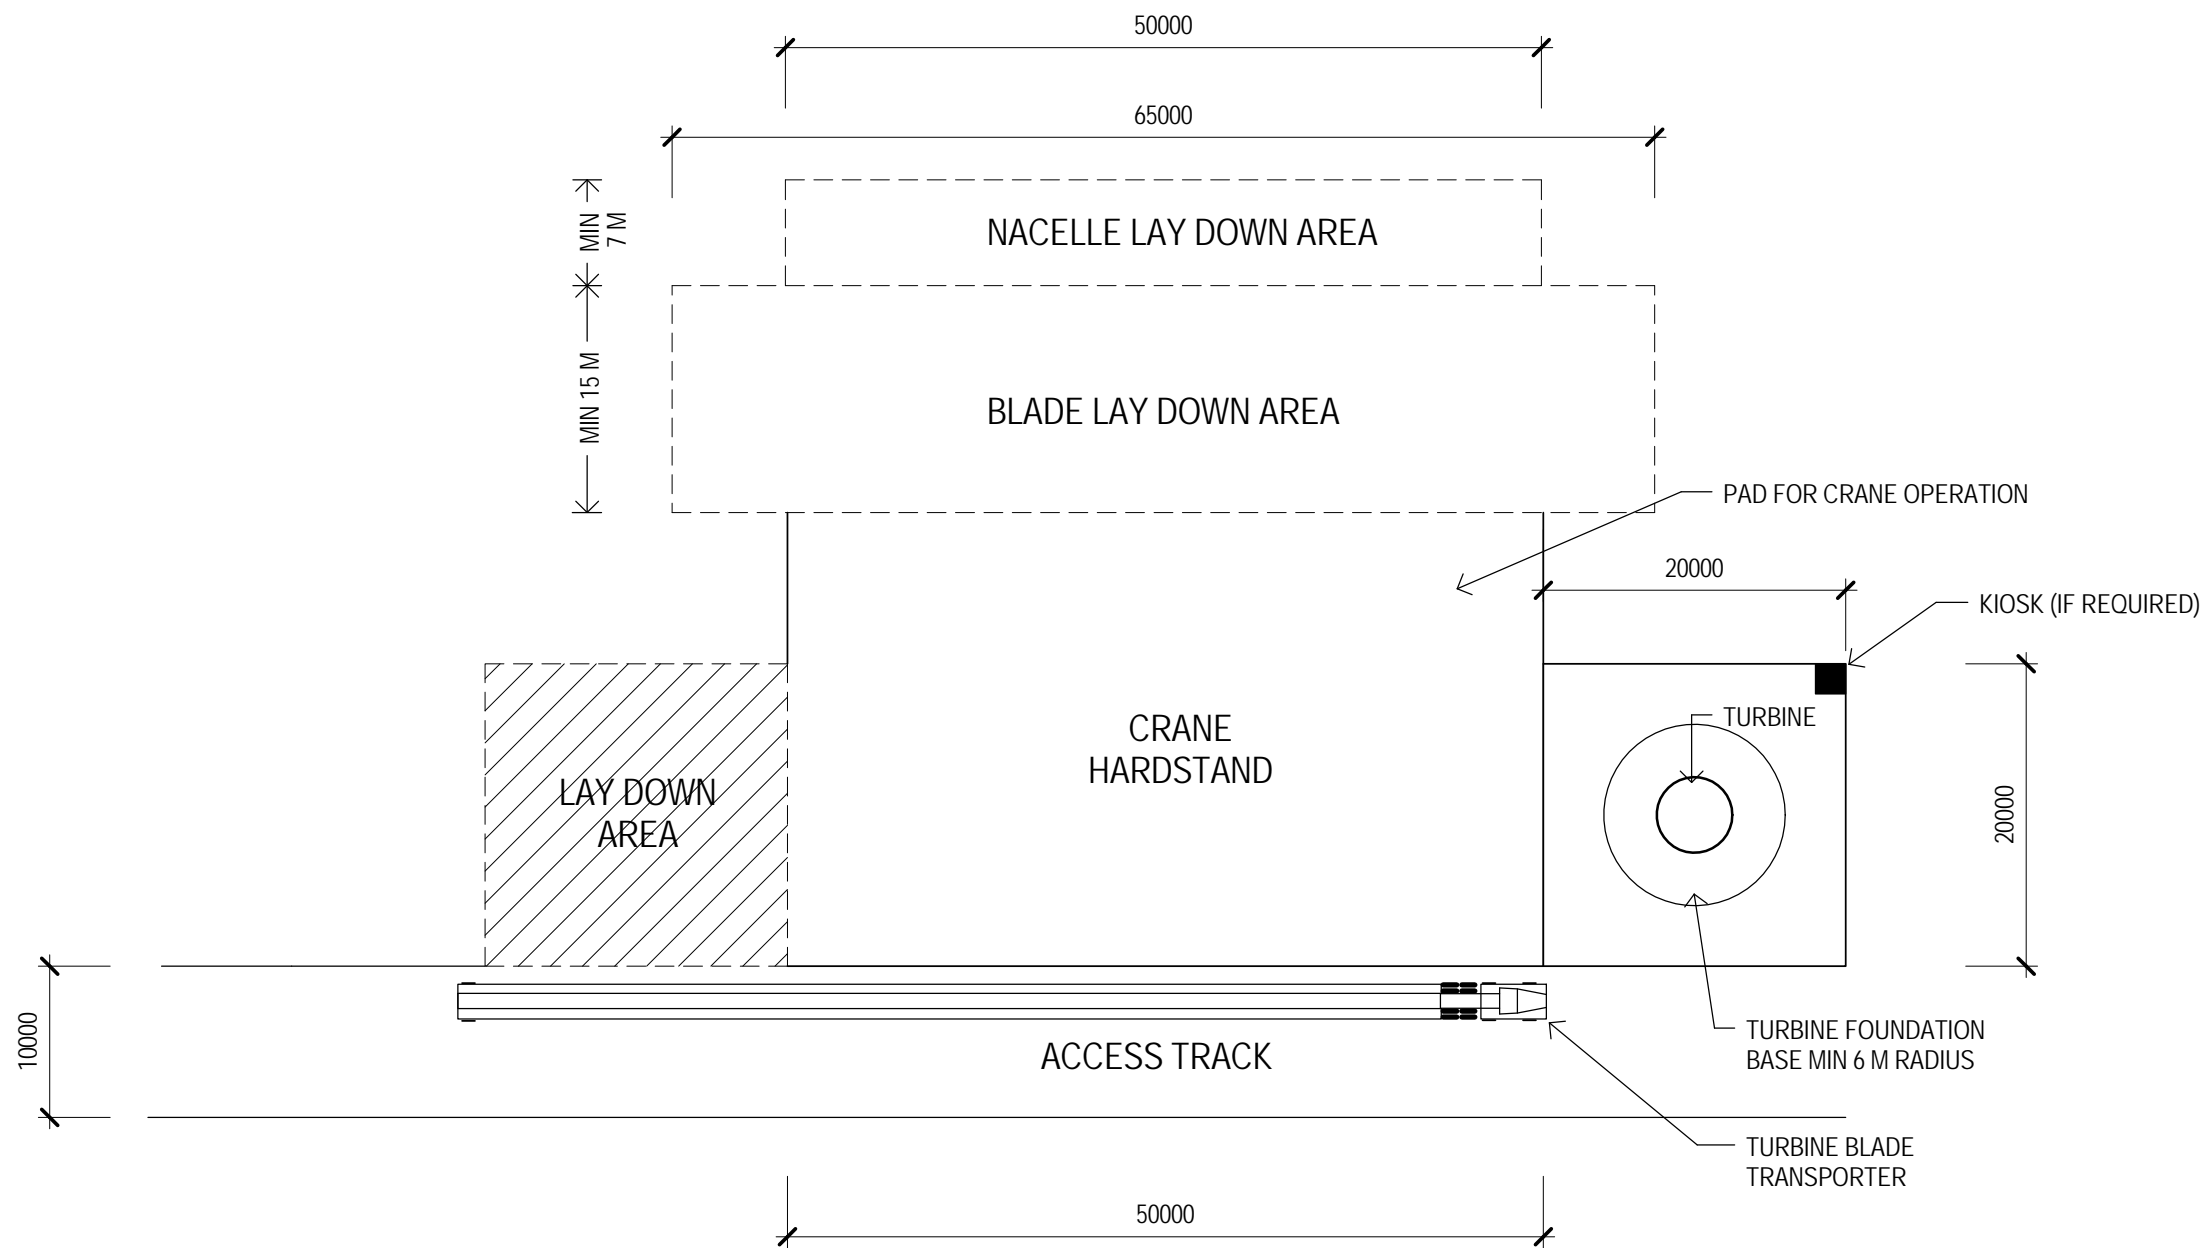 50000
65000
MIN
7 M
NACELLE LAY DOWN AREA
MIN 15 M
BLADE LAY DOWN AREA
PAD FOR CRANE OPERATION
20000
KIOSK (IF REQUIRED)
TURBINE
CRANE
HARDSTAND
LAY DOWN
AREA
20000
10000
ACCESS TRACK
TURBINE FOUNDATION
BASE MIN 6 M RADIUS
TURBINE BLADE
TRANSPORTER
50000